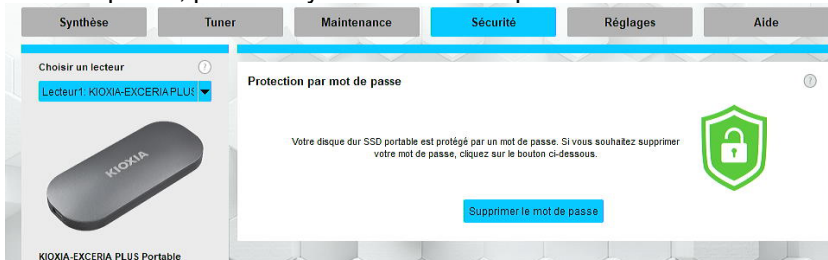 Synthèse Tuner Maintenance Sécurité Réglages Aide
Choisir un lecteur ?
Lecteur1: KIOXIA-EXCERIA PLUS
KIOXIA
KIOXIA-EXCERIA PLUS Portable
Protection par mot de passe ?
Votre disque dur SSD portable est protégé par un mot de passe. Si vous souhaitez supprimer
votre mot de passe, cliquez sur le bouton ci-dessous.
Supprimer le mot de passe